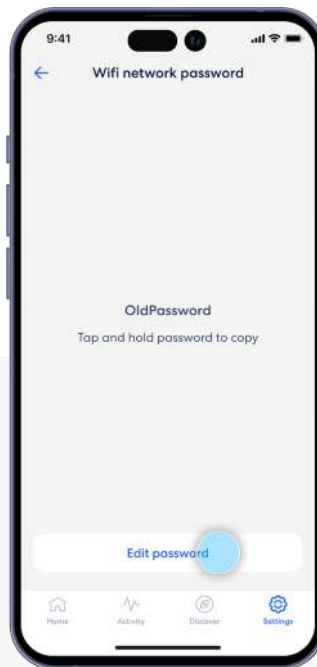 9:41
Wifi network password
OldPassword
Tap and hold password to copy
Edit password
Home Activity Discover Settings